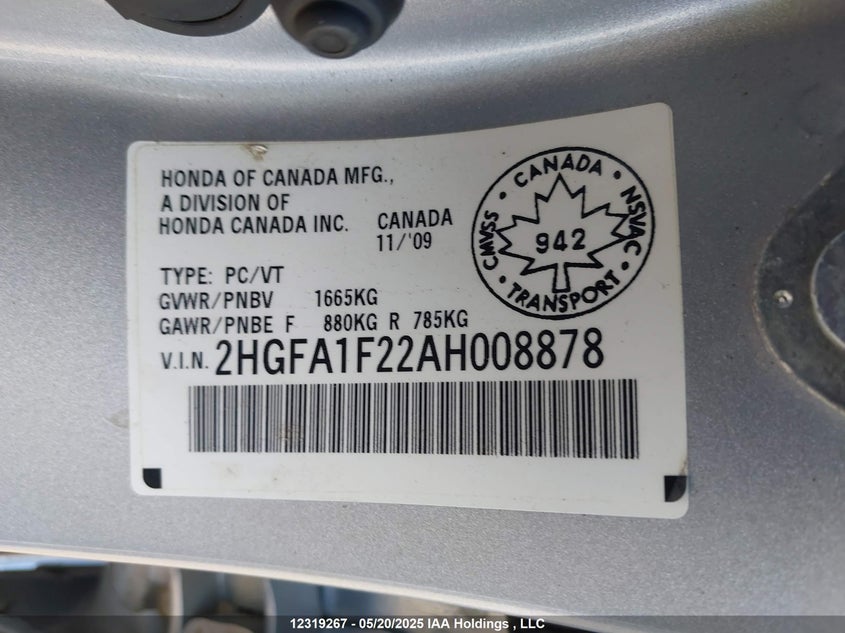 HONDA OF CANADA MFG.,
A DIVISION OF
HONDA CANADA INC. CANADA
11/'09
CANADA
942
CMVSS · TRANSPORT · NSVAC
TYPE: PC/VT
GVWR/PNBV 1665KG
GAWR/PNBE F 880KG R 785KG
V.I.N. 2HGFA1F22AH008878
12319267 - 05/20/2025 IAA Holdings , LLC